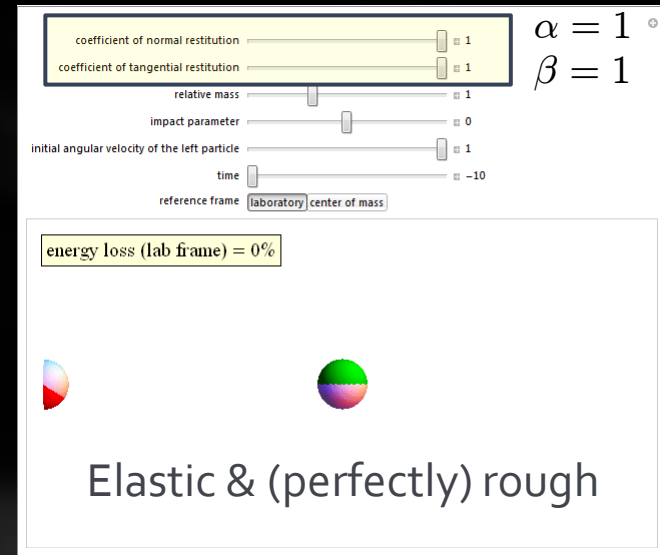 coefficient of normal restitution 1
coefficient of tangential restitution 1
α = 1
β = 1
relative mass 1
impact parameter 0
initial angular velocity of the left particle 1
time −10
reference frame laboratory center of mass
energy loss (lab frame) = 0%
Elastic & (perfectly) rough